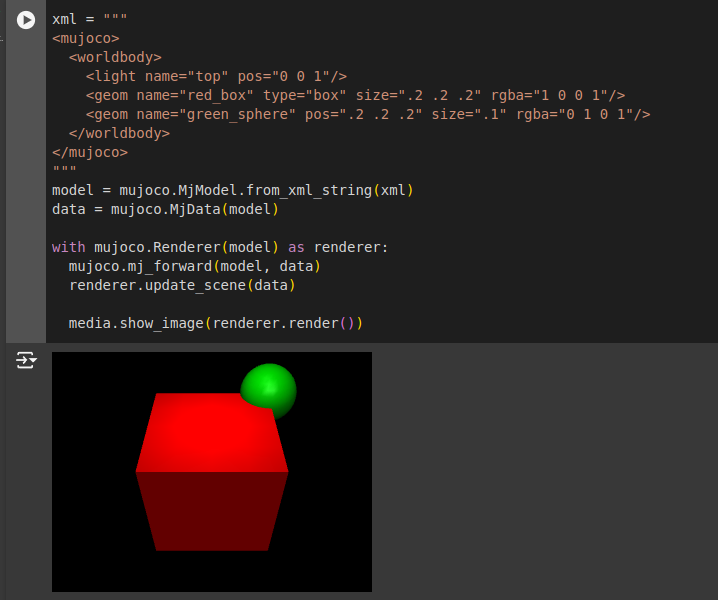 xml = """
<mujoco>
  <worldbody>
    <light name="top" pos="0 0 1"/>
    <geom name="red_box" type="box" size=".2 .2 .2" rgba="1 0 0 1"/>
    <geom name="green_sphere" pos=".2 .2 .2" size=".1" rgba="0 1 0 1"/>
  </worldbody>
</mujoco>
"""
model = mujoco.MjModel.from_xml_string(xml)
data = mujoco.MjData(model)

with mujoco.Renderer(model) as renderer:
  mujoco.mj_forward(model, data)
  renderer.update_scene(data)

  media.show_image(renderer.render())